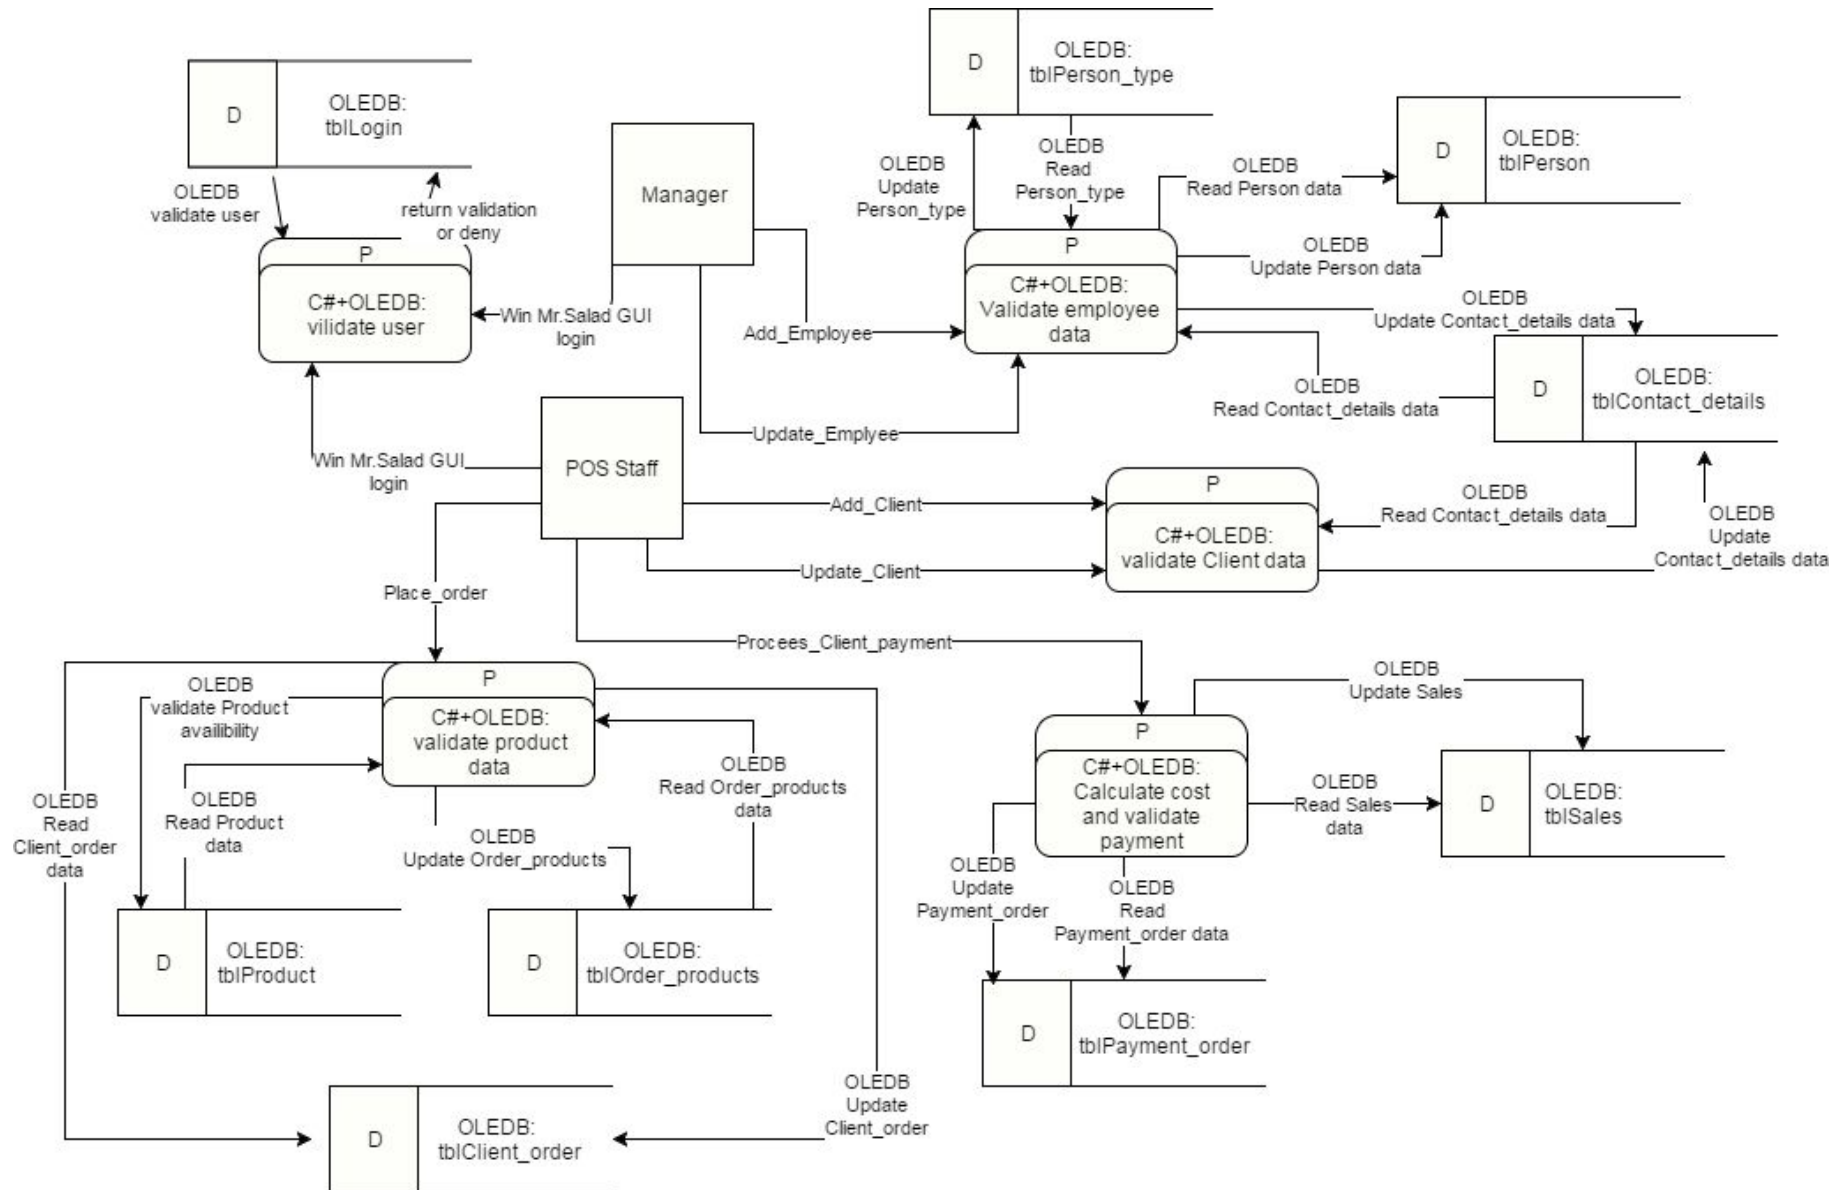 D
OLEDB:
tblLogin
OLEDB
validate user
return validation
or deny
P
C#+OLEDB:
vilidate user
Manager
Win Mr.Salad GUI
login
Add_Employee
Update_Emplyee
D
OLEDB:
tblPerson_type
OLEDB
Update
Person_type
OLEDB
Read
Person_type
OLEDB
Read Person data
D
OLEDB:
tblPerson
OLEDB
Update Person data
P
C#+OLEDB:
Validate employee
data
OLEDB
Update Contact_details data
OLEDB
Read Contact_details data
D
OLEDB:
tblContact_details
POS Staff
Win Mr.Salad GUI
login
Add_Client
Update_Client
P
C#+OLEDB:
validate Client data
OLEDB
Read Contact_details data
OLEDB
Update
Contact_details data
Place_order
Procees_Client_payment
P
C#+OLEDB:
validate product
data
OLEDB
validate Product
availibility
OLEDB
Read
Client_order
data
OLEDB
Read Product
data
OLEDB
Update Order_products
OLEDB
Read Order_products
data
D
OLEDB:
tblProduct
D
OLEDB:
tblOrder_products
OLEDB
Update
Client_order
D
OLEDB:
tblClient_order
P
C#+OLEDB:
Calculate cost
and validate
payment
OLEDB
Update Sales
OLEDB
Read Sales
data
D
OLEDB:
tblSales
OLEDB
Update
Payment_order
OLEDB
Read
Payment_order data
D
OLEDB:
tblPayment_order